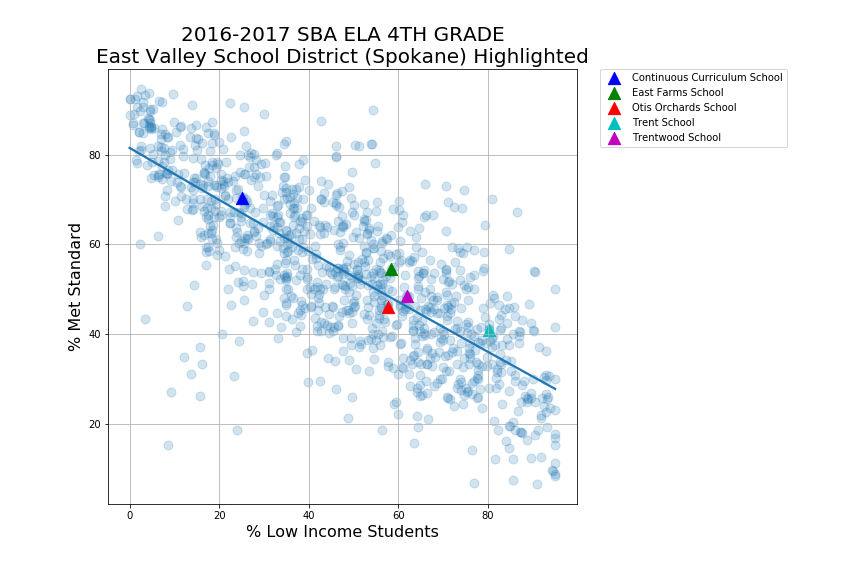 2016-2017 SBA ELA 4TH GRADE
East Valley School District (Spokane) Highlighted
Continuous Curriculum School
East Farms School
Otis Orchards School
Trent School
Trentwood School
% Met Standard
80
60
40
20
0 20 40 60 80
% Low Income Students